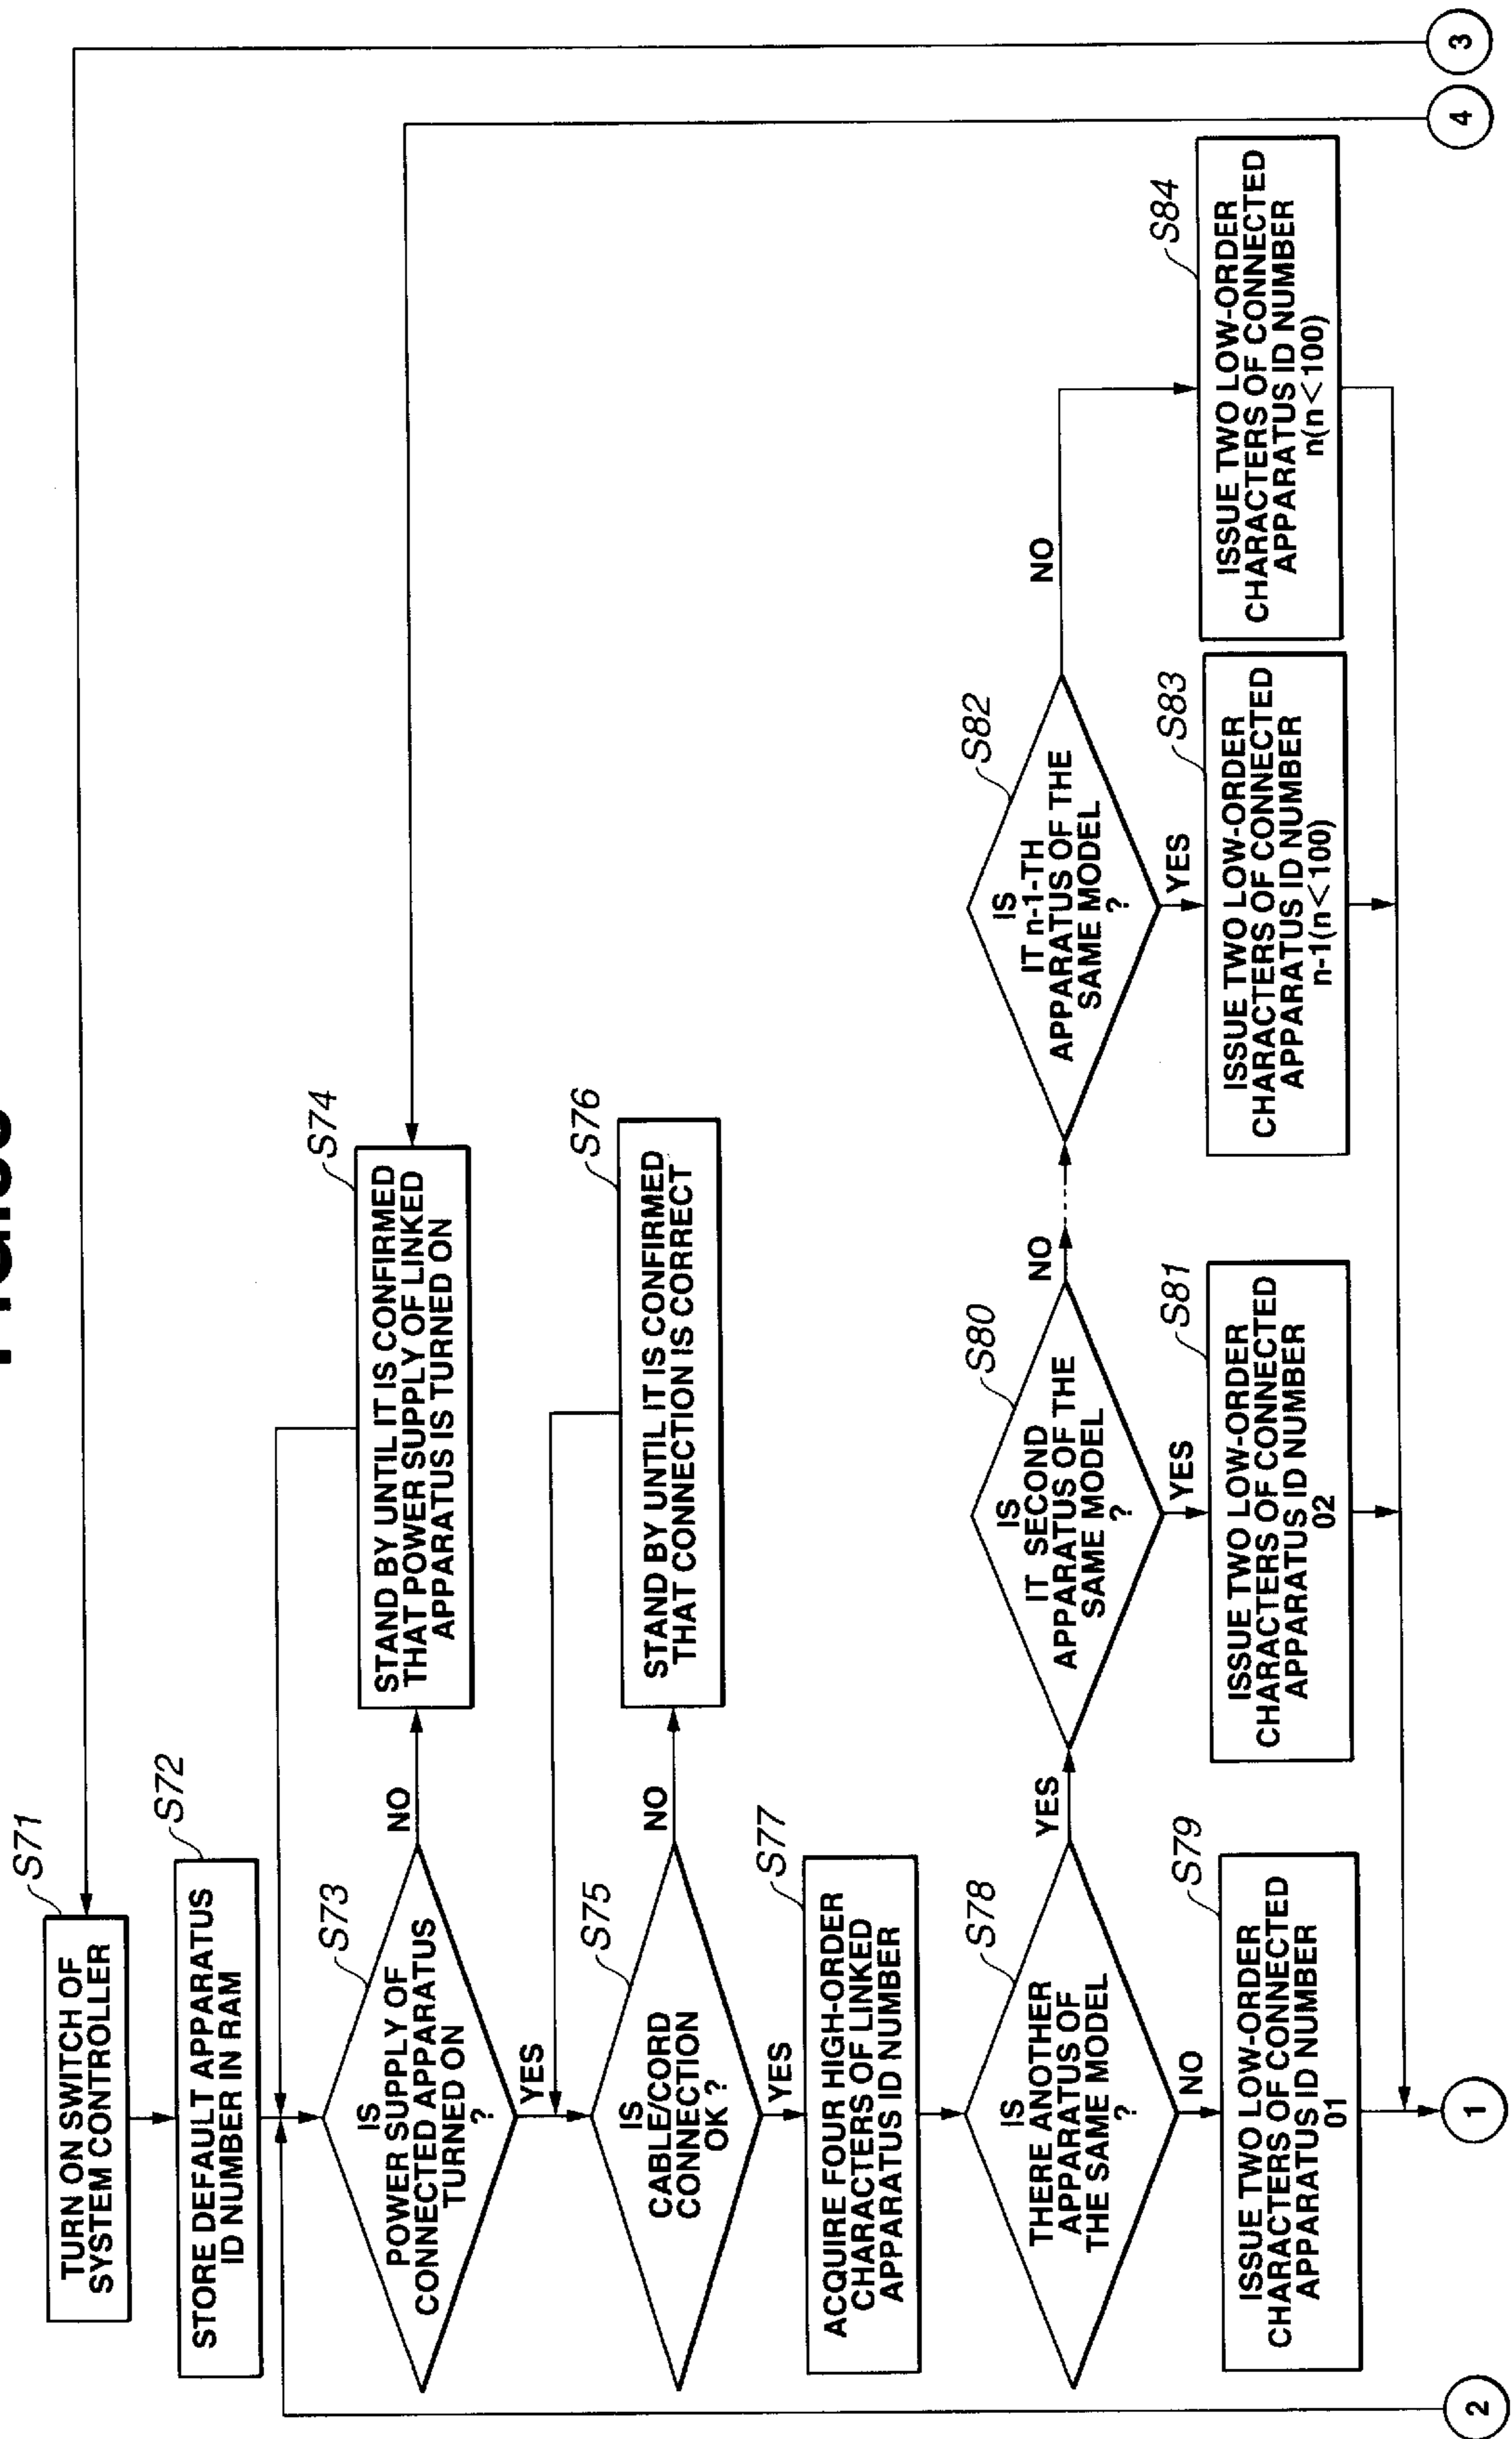 S71
TURN ON SWITCH OF
SYSTEM CONTROLLER
S72
STORE DEFAULT APPARATUS
ID NUMBER IN RAM
S73
IS
POWER SUPPLY OF
CONNECTED APPARATUS
TURNED ON
?
NO
S74
STAND BY UNTIL IT IS CONFIRMED
THAT POWER SUPPLY OF LINKED
APPARATUS IS TURNED ON
YES
S75
IS
CABLE/CORD
CONNECTION
OK ?
NO
S76
STAND BY UNTIL IT IS CONFIRMED
THAT CONNECTION IS CORRECT
YES
S77
ACQUIRE FOUR HIGH-ORDER
CHARACTERS OF LINKED
APPARATUS ID NUMBER
S78
IS
THERE ANOTHER
APPARATUS OF
THE SAME MODEL
?
YES
S80
IS
IT SECOND
APPARATUS OF THE
SAME MODEL
?
NO
S82
IS
IT n-1-TH
APPARATUS OF THE
SAME MODEL
?
NO
NO
S79
ISSUE TWO LOW-ORDER
CHARACTERS OF CONNECTED
APPARATUS ID NUMBER
01
YES
S81
ISSUE TWO LOW-ORDER
CHARACTERS OF CONNECTED
APPARATUS ID NUMBER
02
YES
S83
ISSUE TWO LOW-ORDER
CHARACTERS OF CONNECTED
APPARATUS ID NUMBER
n-1(n<100)
S84
ISSUE TWO LOW-ORDER
CHARACTERS OF CONNECTED
APPARATUS ID NUMBER
n(n<100)
2
1
4
3